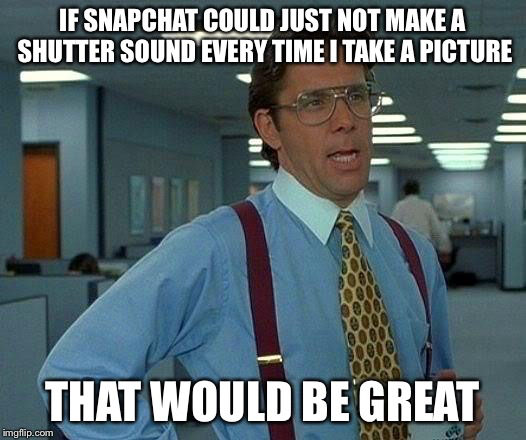 IF SNAPCHAT COULD JUST NOT MAKE A
SHUTTER SOUND EVERY TIME I TAKE A PICTURE
THAT WOULD BE GREAT
imgflip.com